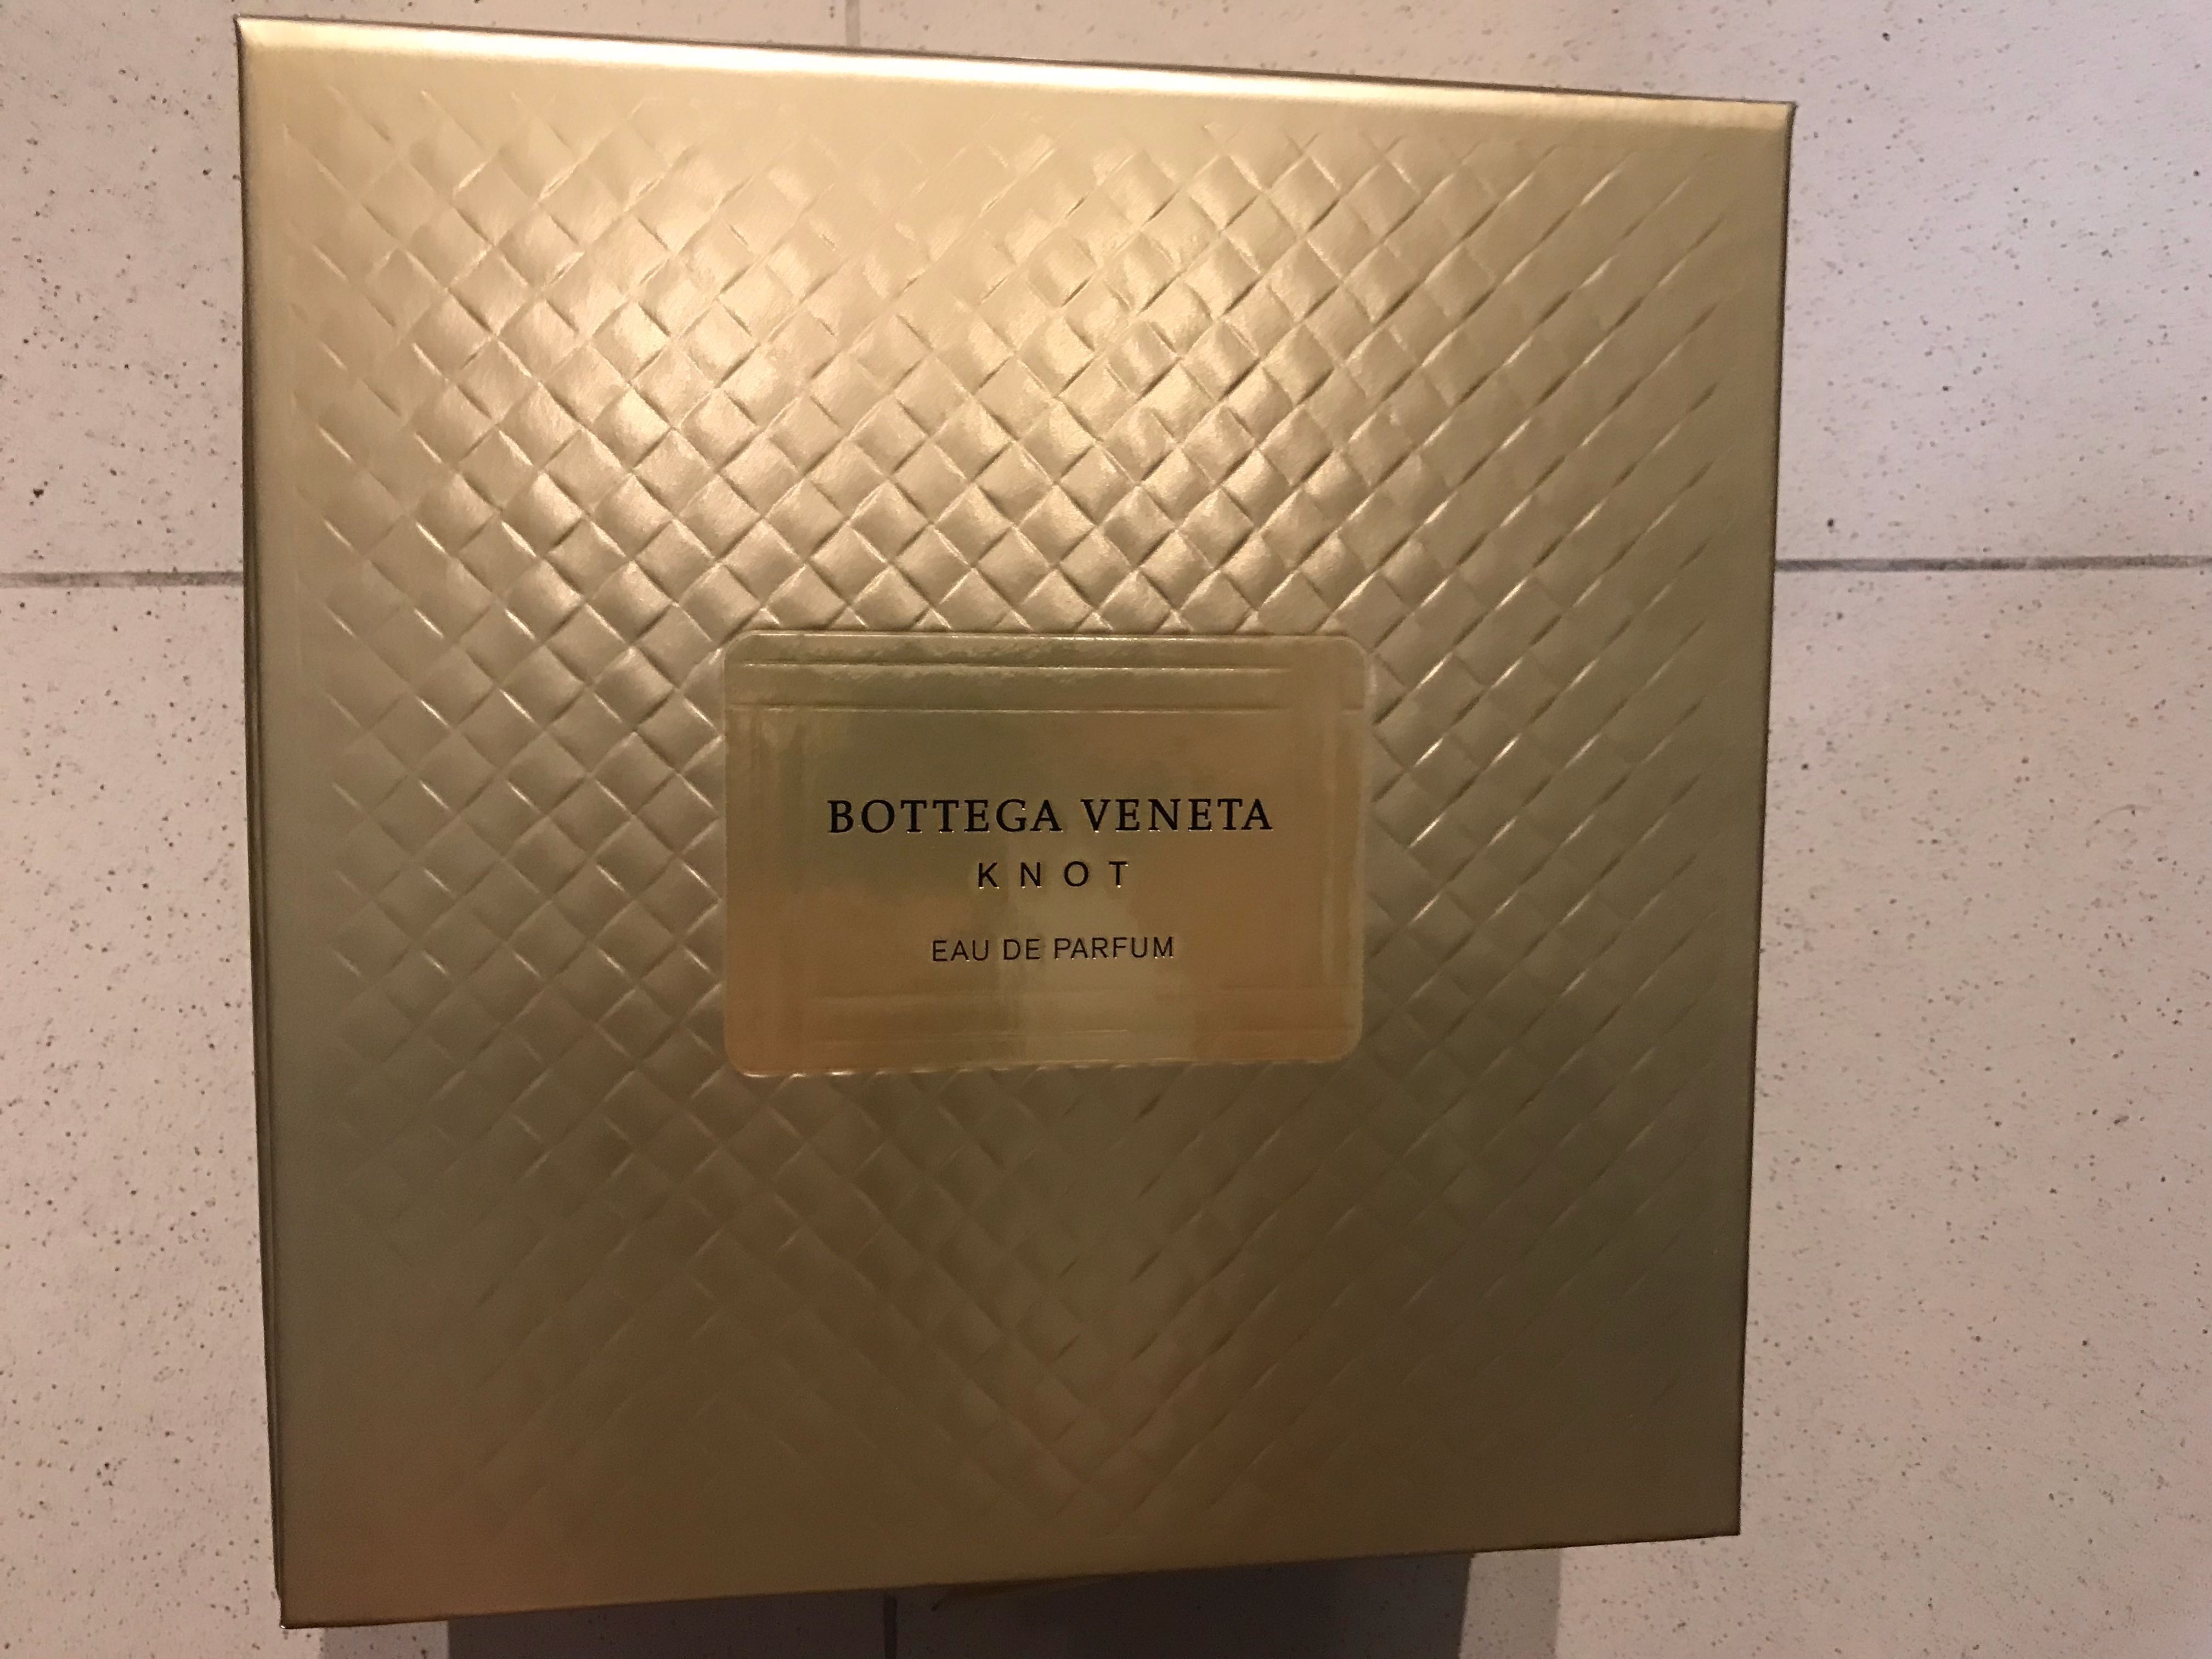 BOTTEGA VENETA
KNOT
EAU DE PARFUM